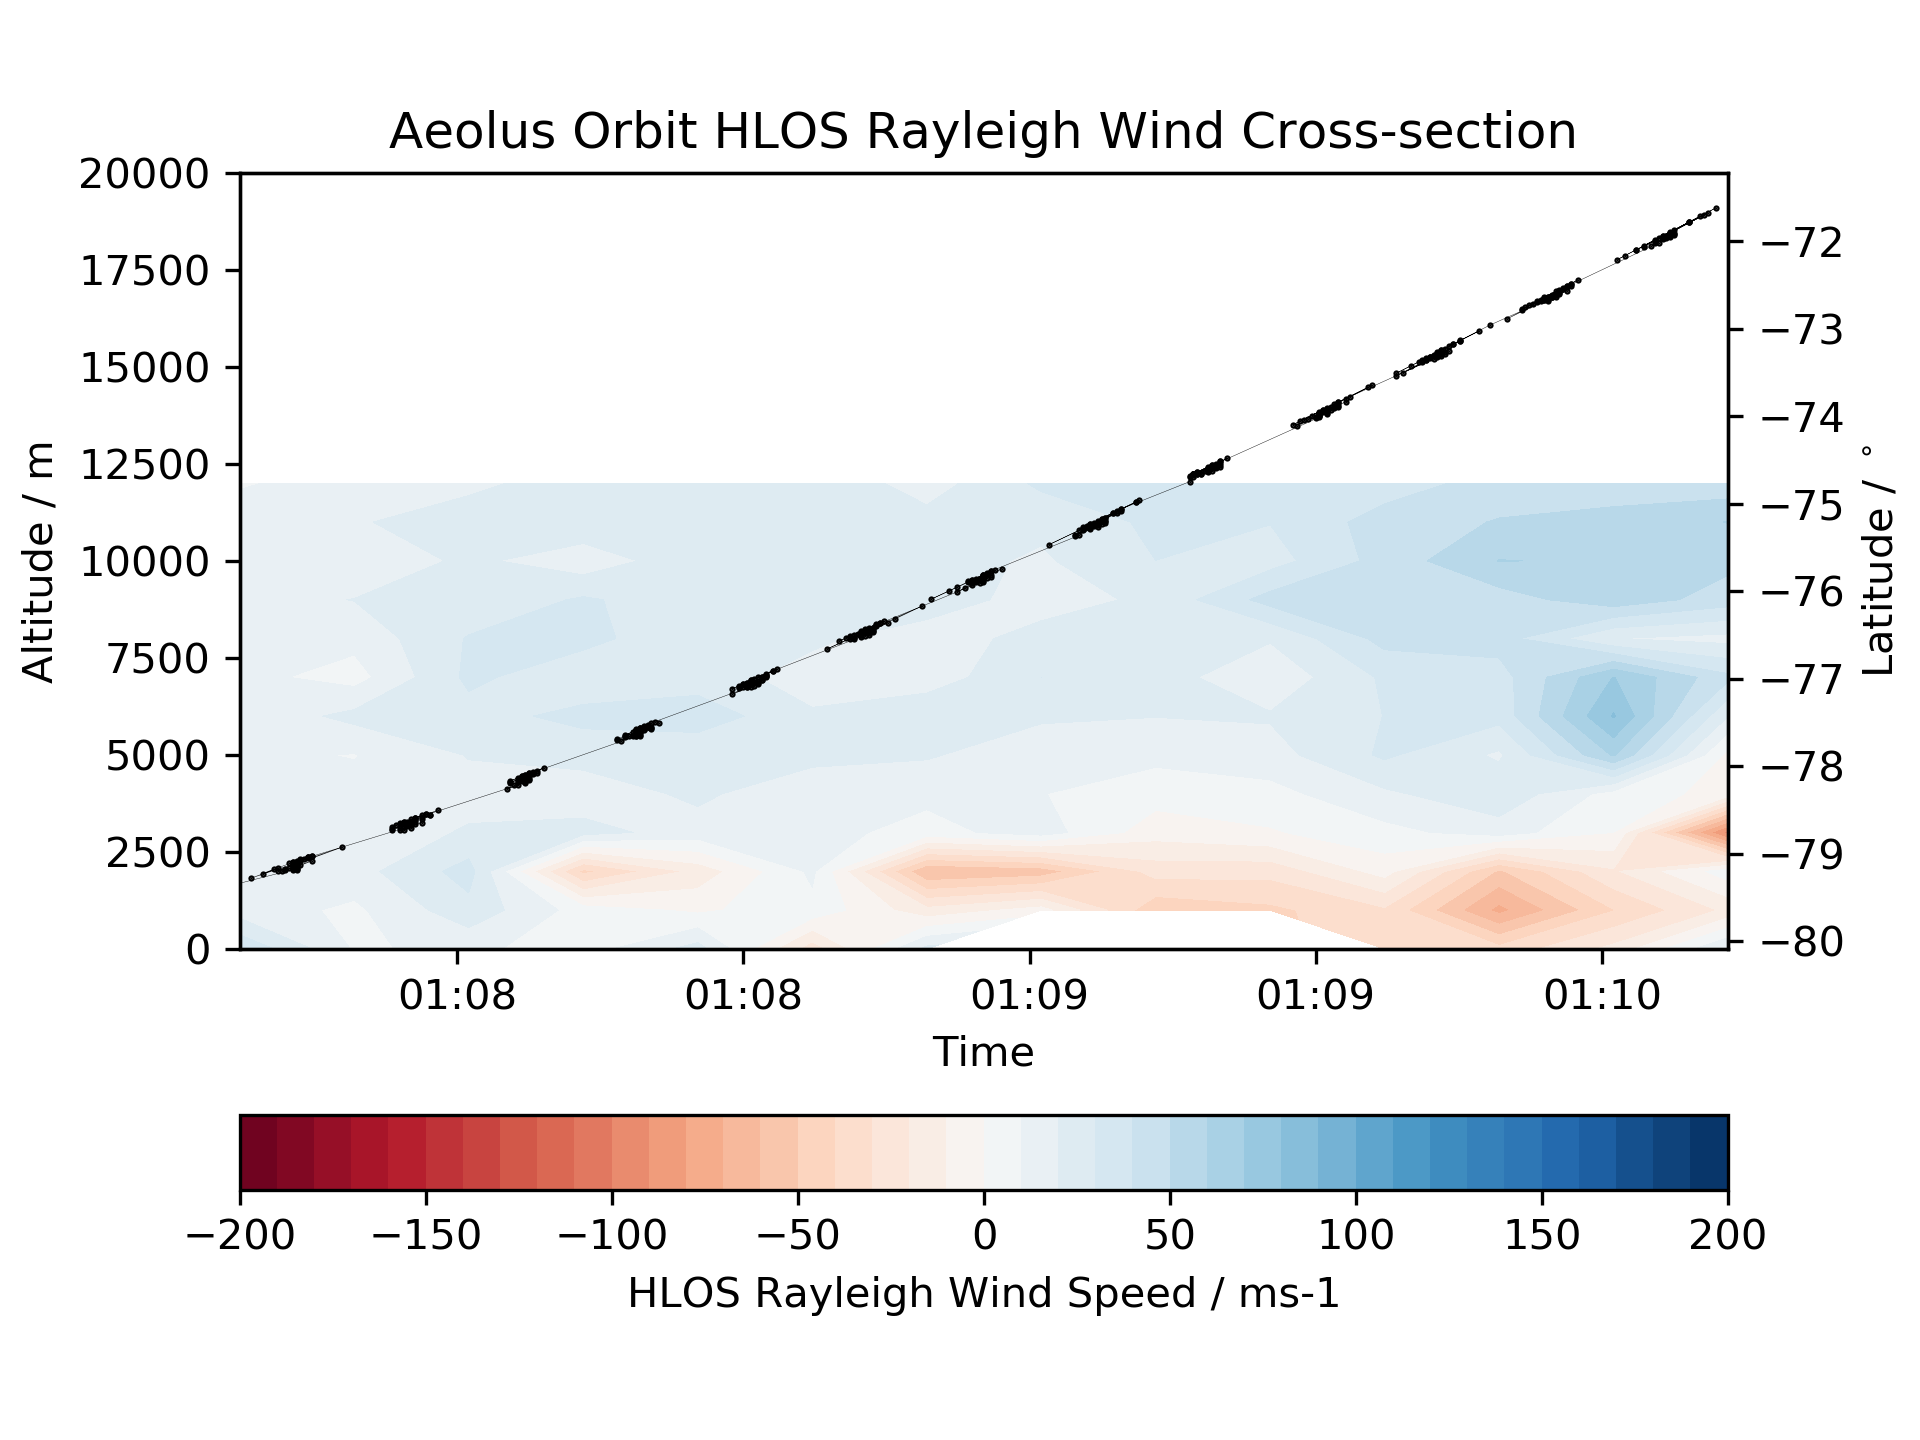 Aeolus Orbit HLOS Rayleigh Wind Cross-section
20000
17500
15000
12500
10000
7500
5000
2500
0
Altitude / m
−72
−73
−74
−75
−76
−77
−78
−79
−80
Latitude / °
01:08 01:08 01:09 01:09 01:10
Time
−200 −150 −100 −50 0 50 100 150 200
HLOS Rayleigh Wind Speed / ms-1